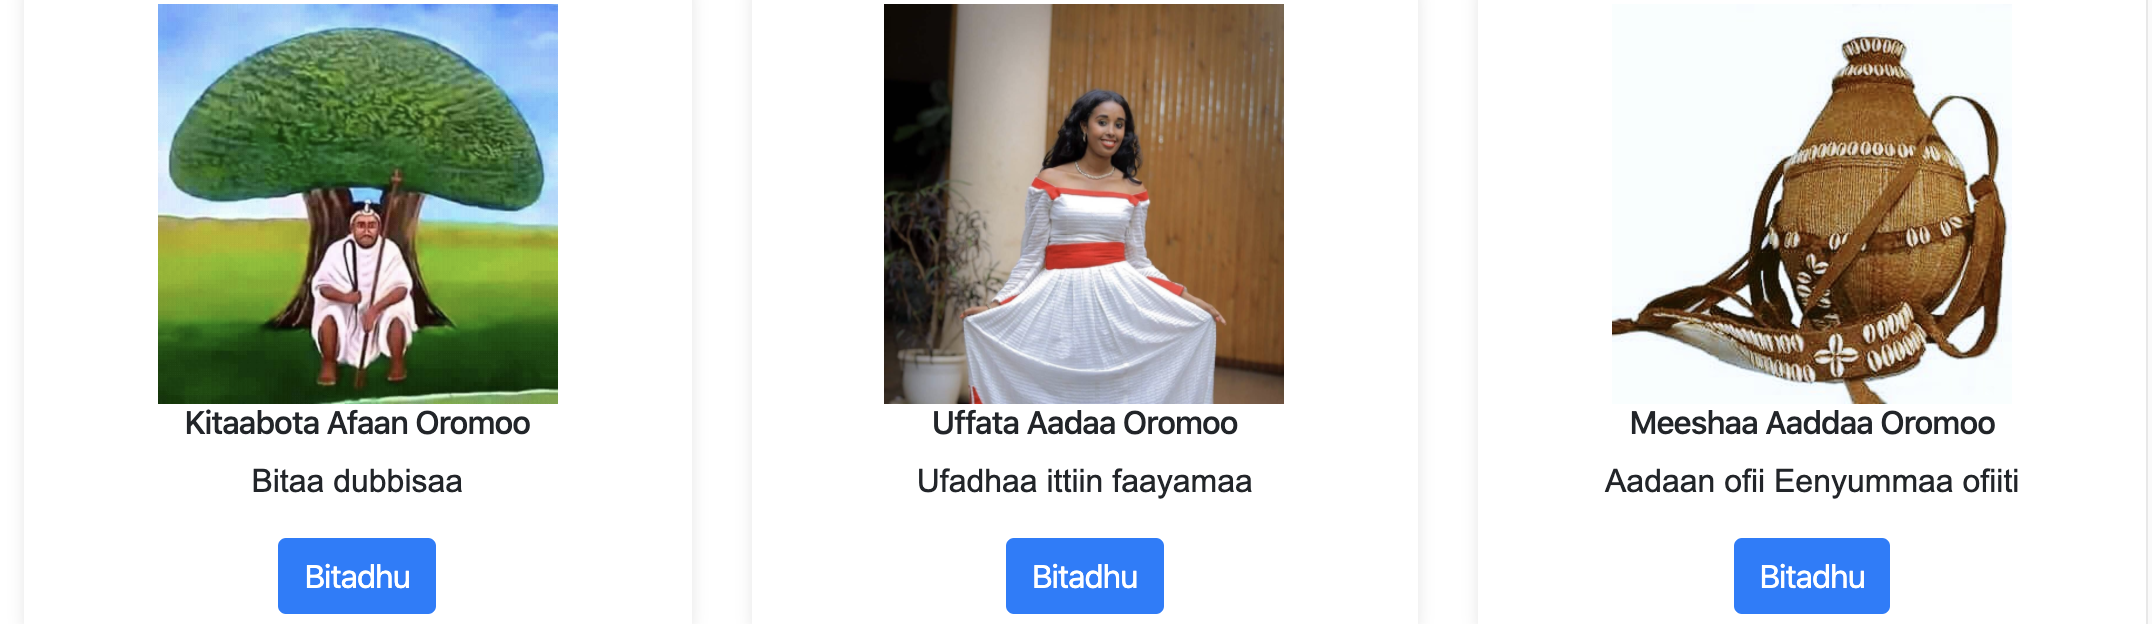 Kitaabota Afaan Oromoo
Bitaa dubbisaa
Bitadhu
Uffata Aadaa Oromoo
Ufadhaa ittiin faayamaa
Bitadhu
Meeshaa Aaddaa Oromoo
Aadaan ofii Eenyummaa ofiiti
Bitadhu